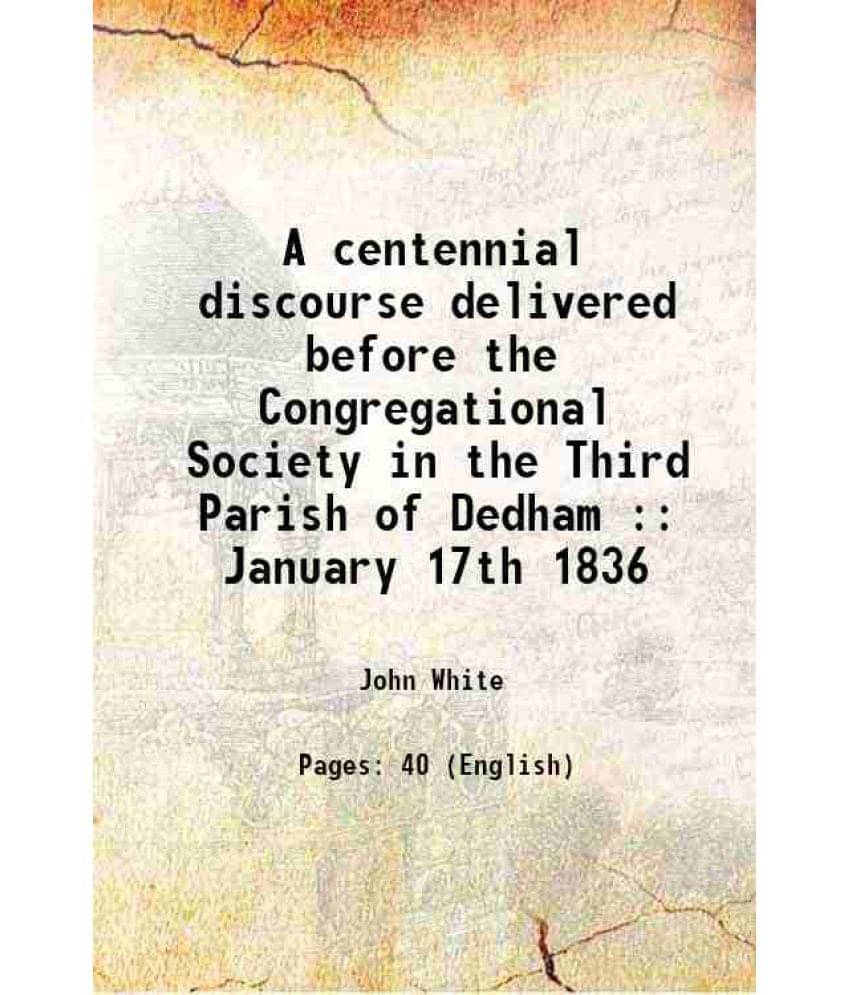 A centennial
discourse delivered
before the
Congregational
Society in the Third
Parish of Dedham ::
January 17th 1836
John White
Pages: 40 (English)